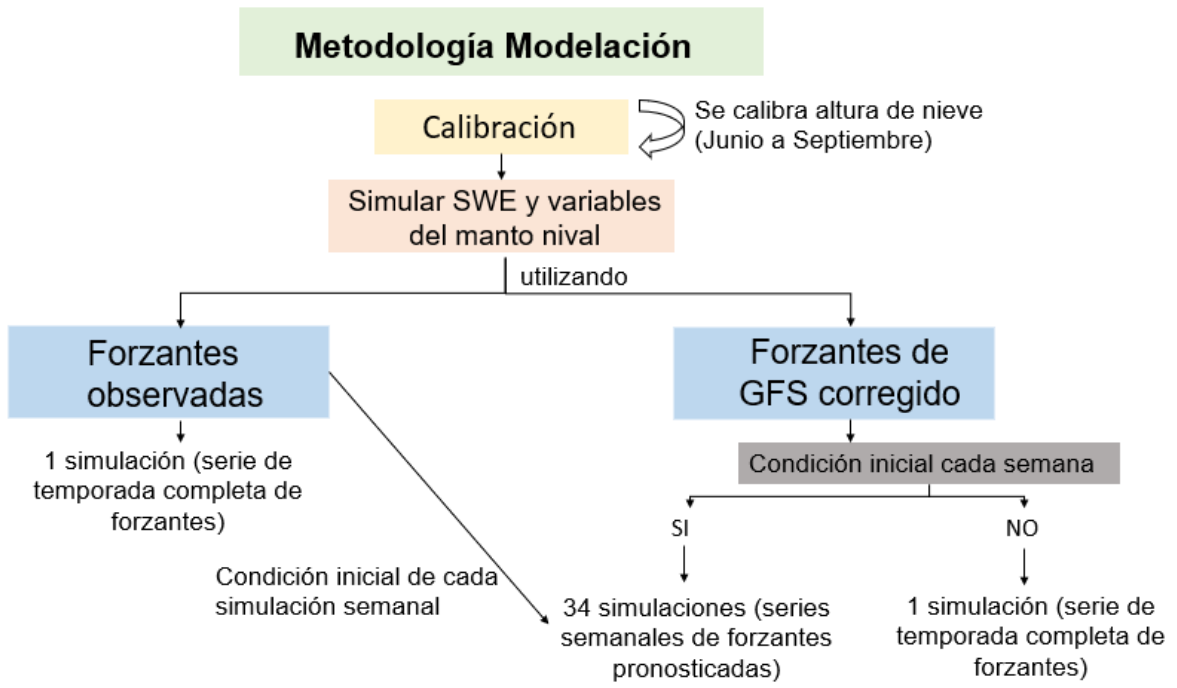 Metodología Modelación
Calibración
Se calibra altura de nieve
(Junio a Septiembre)
Simular SWE y variables
del manto nival
utilizando
Forzantes
observadas
Forzantes de
GFS corregido
1 simulación (serie de
temporada completa de
forzantes)
Condición inicial cada semana
SI
NO
Condición inicial de cada
simulación semanal
34 simulaciones (series
semanales de forzantes
pronosticadas)
1 simulación (serie de
temporada completa de
forzantes)